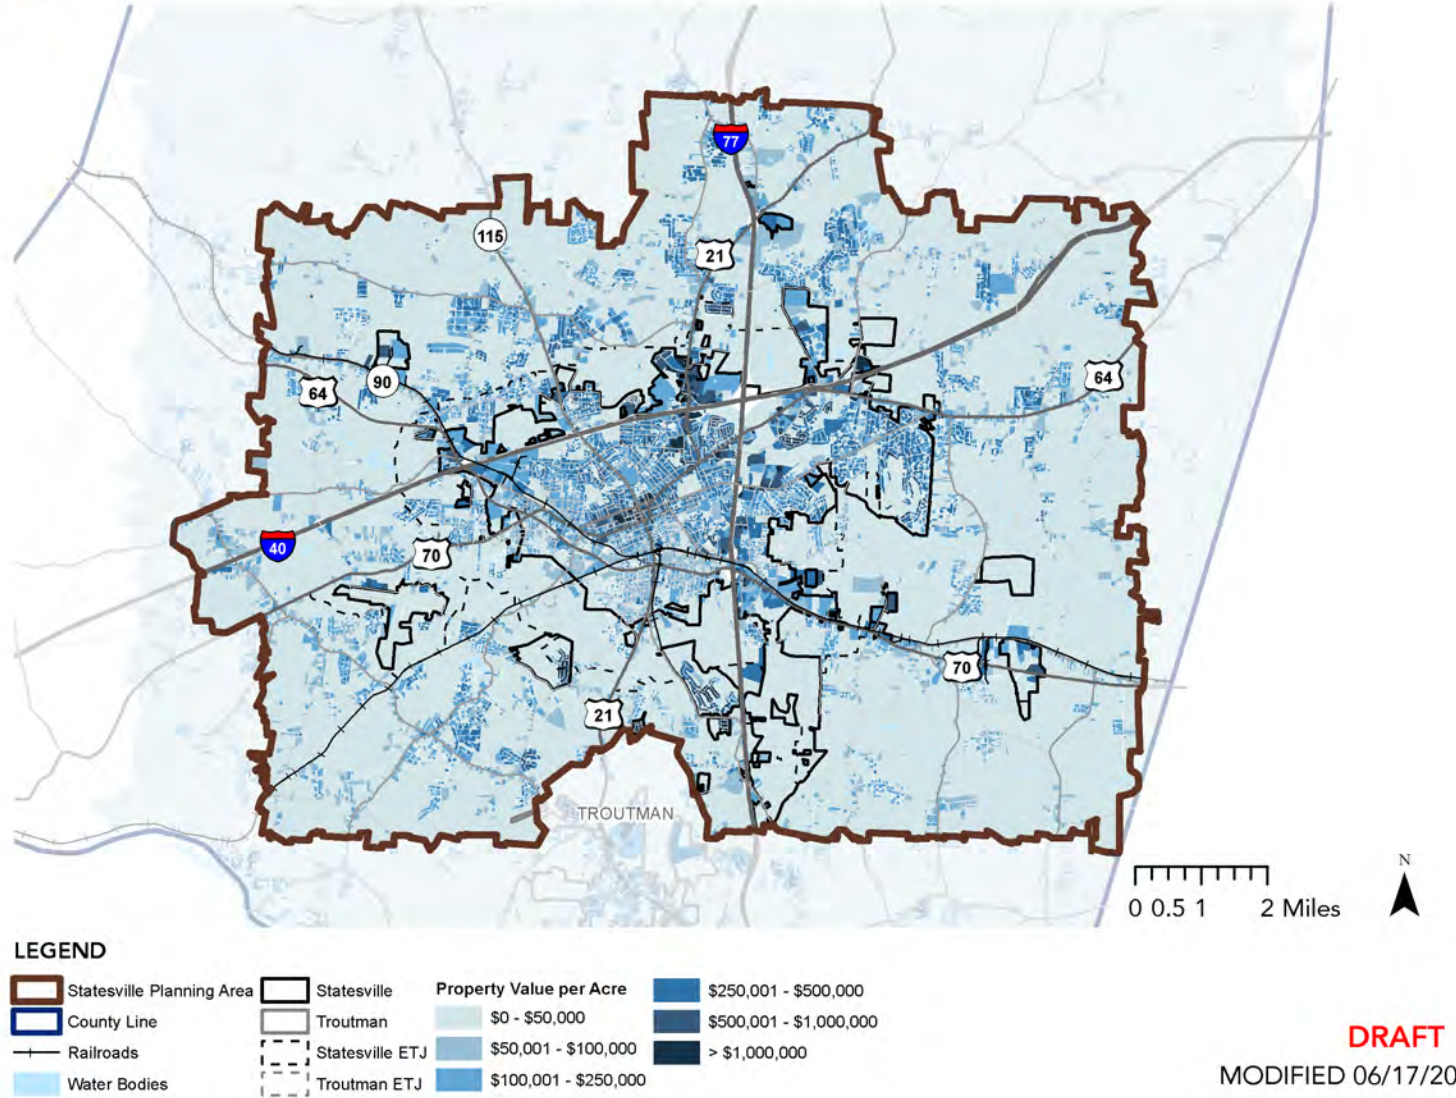 77
115
21
64
90
64
40
70
70
21
TROUTMAN
N
0 0.5 1 2 Miles
LEGEND
Statesville Planning Area
County Line
Railroads
Water Bodies
Statesville
Troutman
Statesville ETJ
Troutman ETJ
Property Value per Acre
$0 - $50,000
$50,001 - $100,000
$100,001 - $250,000
$250,001 - $500,000
$500,001 - $1,000,000
> $1,000,000
DRAFT
MODIFIED 06/17/20